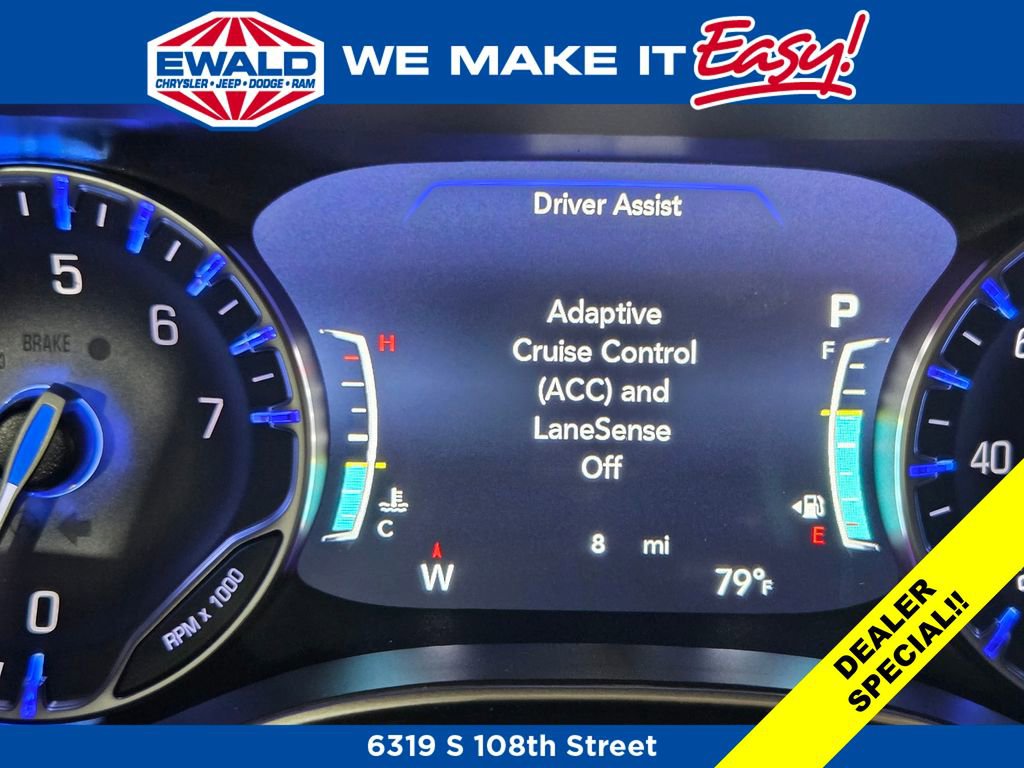 EWALD
CHRYSLER • JEEP • DODGE • RAM
WE MAKE IT Easy!
Driver Assist
Adaptive
Cruise Control
(ACC) and
LaneSense
Off
8 mi
W
79°F
P
F
E
H
C
5
6
7
0
BRAKE
RPM x 1000
40
DEALER
SPECIAL!!
6319 S 108th Street